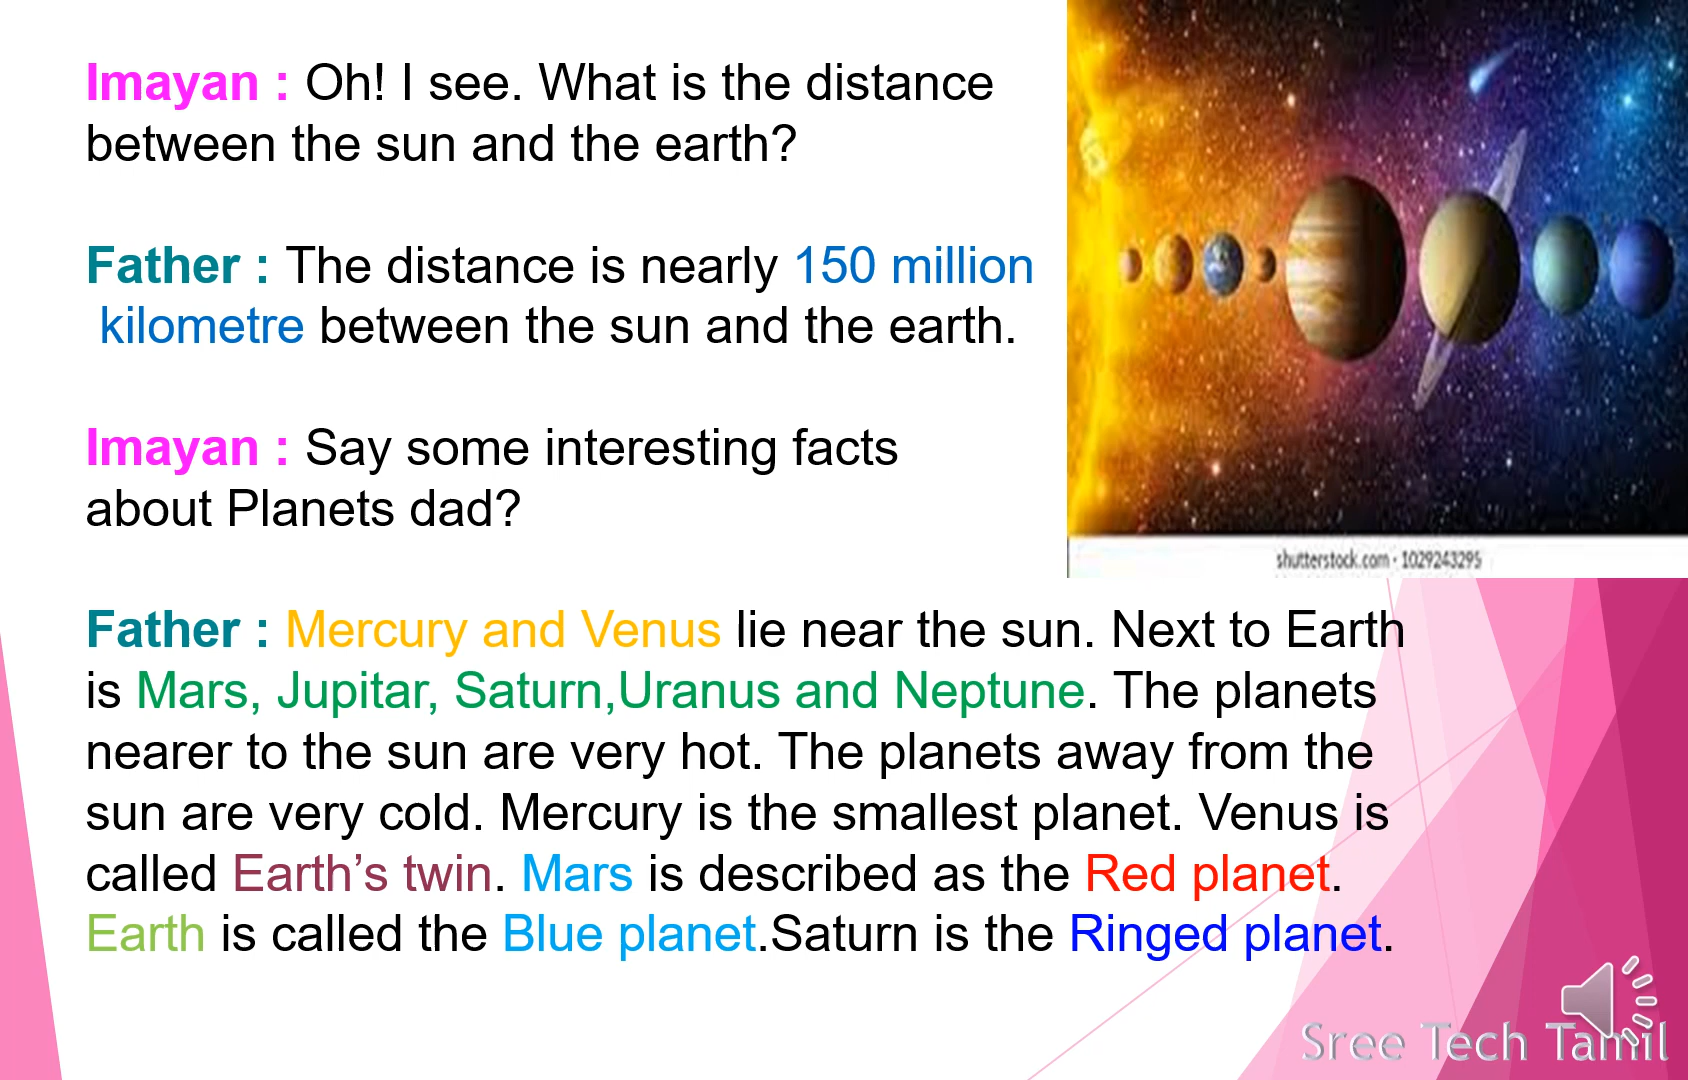 Imayan : Oh! I see. What is the distance
between the sun and the earth?
Father : The distance is nearly 150 million
kilometre between the sun and the earth.
Imayan : Say some interesting facts
about Planets dad?
shutterstock.com · 1029243295
Father : Mercury and Venus lie near the sun. Next to Earth
is Mars, Jupitar, Saturn,Uranus and Neptune. The planets
nearer to the sun are very hot. The planets away from the
sun are very cold. Mercury is the smallest planet. Venus is
called Earth’s twin. Mars is described as the Red planet.
Earth is called the Blue planet.Saturn is the Ringed planet.
Sree Tech Tamil